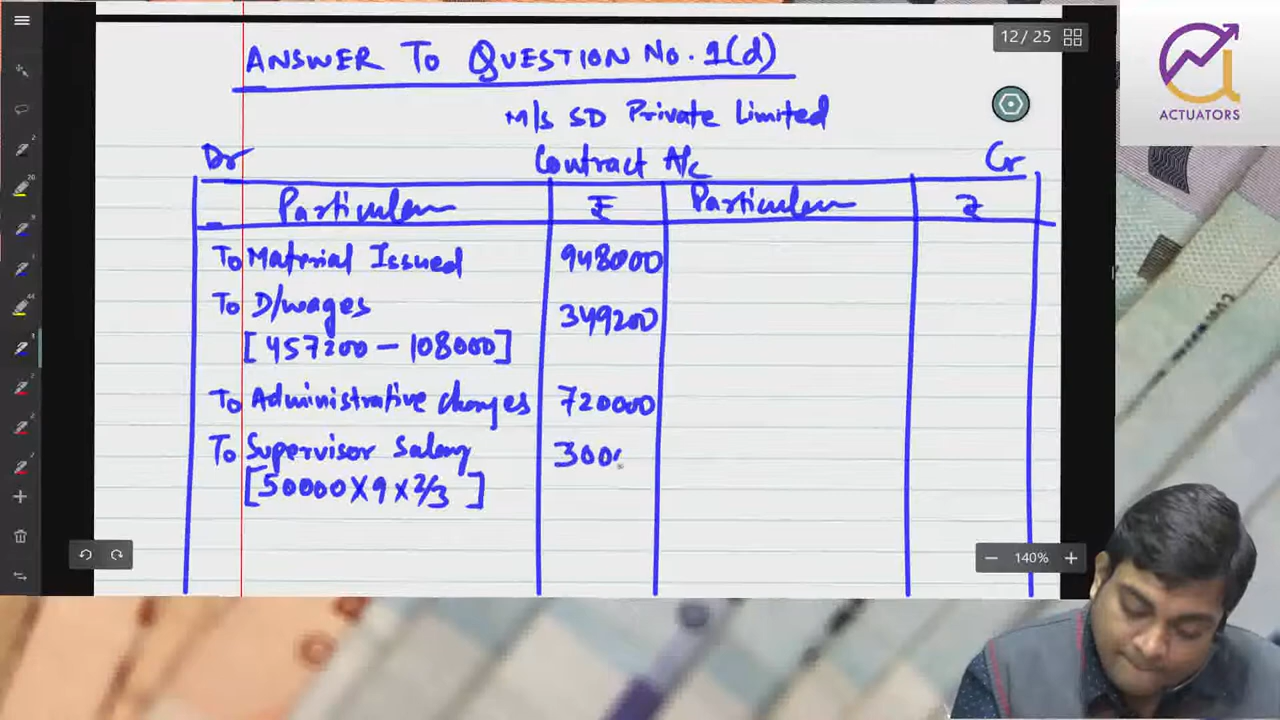 12 / 25
ACTUATORS
ANSWER TO QUESTION No. 1(d)
M/s SD Private Limited
Dr Contract A/c Cr
Particulars ₹ Particulars ₹
To Material Issued 948000
To D/wages 349200
[457200 - 108000]
To Administrative charges 720000
To Supervisor Salary 300
[50000 X 9 X 2/3]
140%